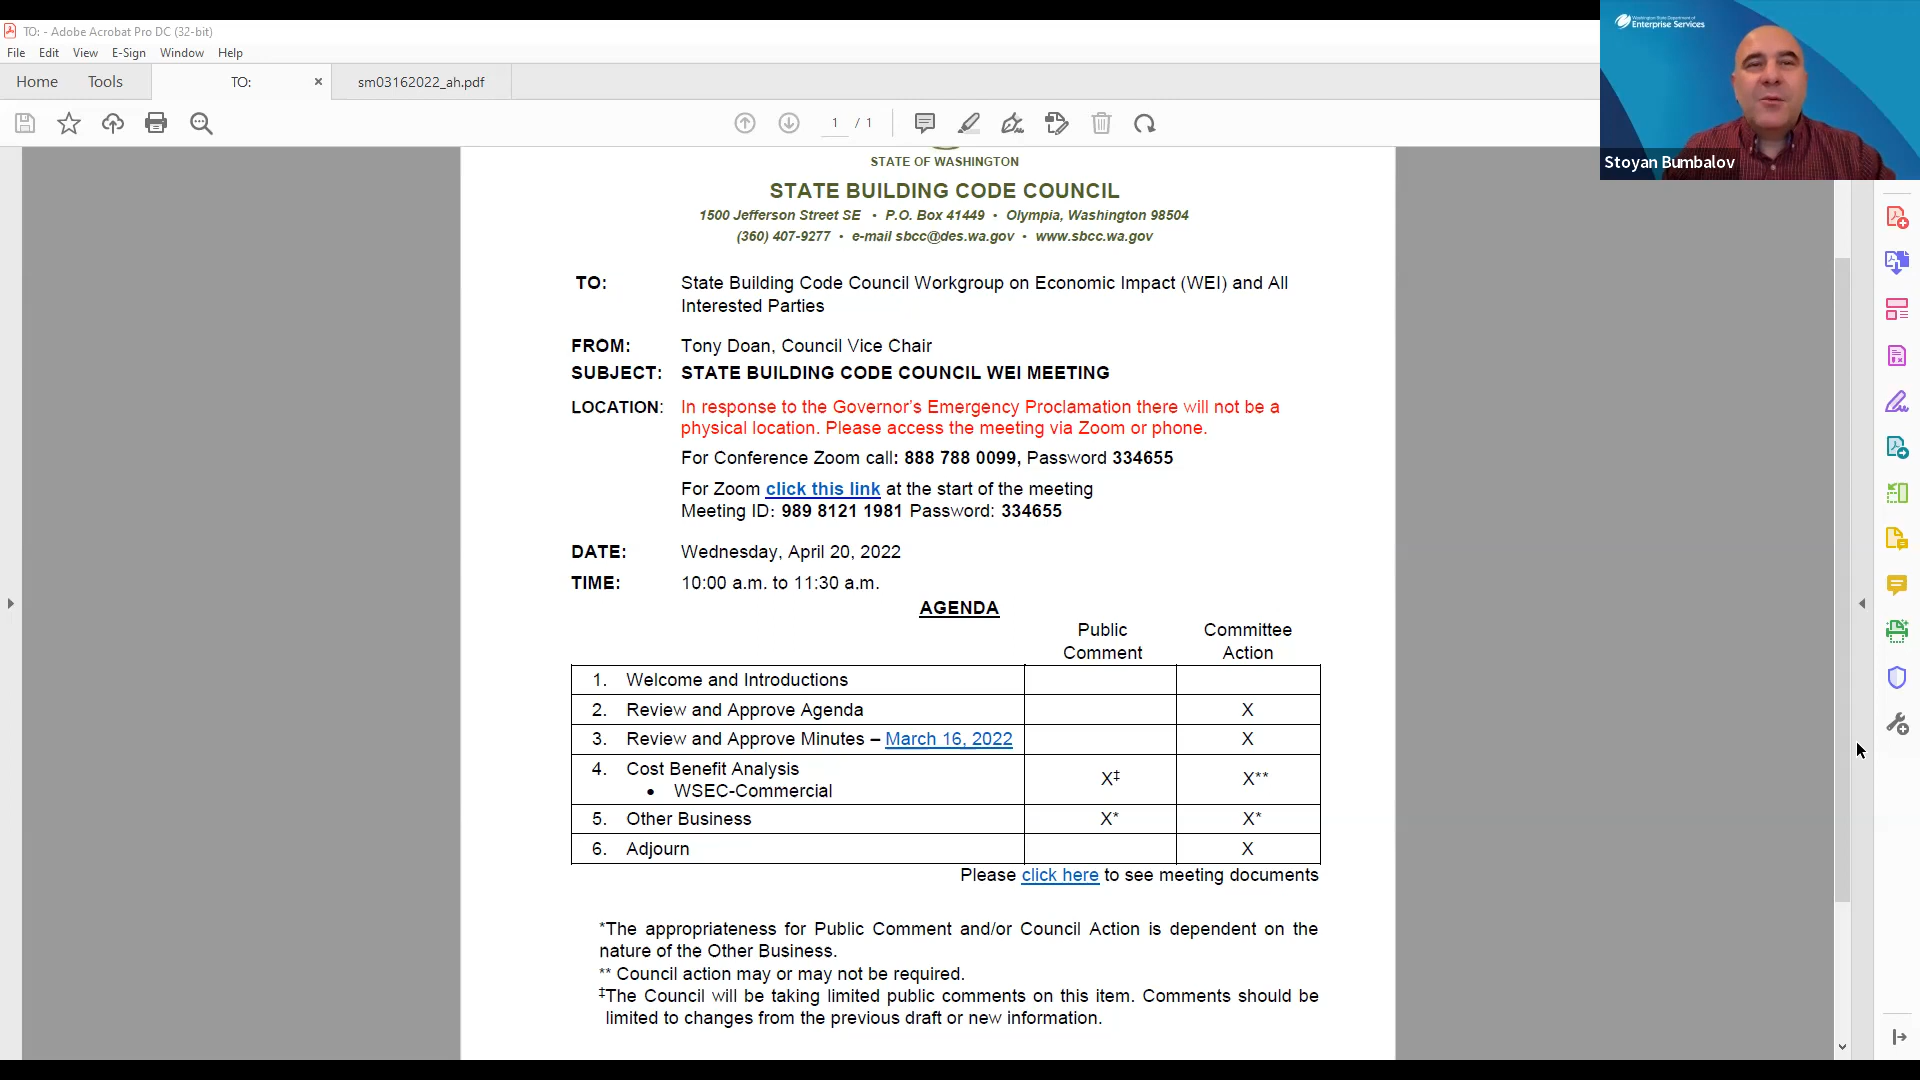 TO: - Adobe Acrobat Pro DC (32-bit)
File Edit View E-Sign Window Help
Home Tools TO: × sm03162022_ah.pdf
1 / 1
Washington State Department of
Enterprise Services
Stoyan Bumbalov
STATE OF WASHINGTON
STATE BUILDING CODE COUNCIL
1500 Jefferson Street SE • P.O. Box 41449 • Olympia, Washington 98504
(360) 407-9277 • e-mail sbcc@des.wa.gov • www.sbcc.wa.gov
TO: State Building Code Council Workgroup on Economic Impact (WEI) and All
Interested Parties
FROM: Tony Doan, Council Vice Chair
SUBJECT: STATE BUILDING CODE COUNCIL WEI MEETING
LOCATION: In response to the Governor's Emergency Proclamation there will not be a
physical location. Please access the meeting via Zoom or phone.
For Conference Zoom call: 888 788 0099, Password 334655
For Zoom click this link at the start of the meeting
Meeting ID: 989 8121 1981 Password: 334655
DATE: Wednesday, April 20, 2022
TIME: 10:00 a.m. to 11:30 a.m.
AGENDA
Public Committee
Comment Action
1. Welcome and Introductions
2. Review and Approve Agenda X
3. Review and Approve Minutes – March 16, 2022 X
4. Cost Benefit Analysis X‡ X**
• WSEC-Commercial
5. Other Business X* X*
6. Adjourn X
Please click here to see meeting documents
*The appropriateness for Public Comment and/or Council Action is dependent on the
nature of the Other Business.
** Council action may or may not be required.
‡The Council will be taking limited public comments on this item. Comments should be
limited to changes from the previous draft or new information.